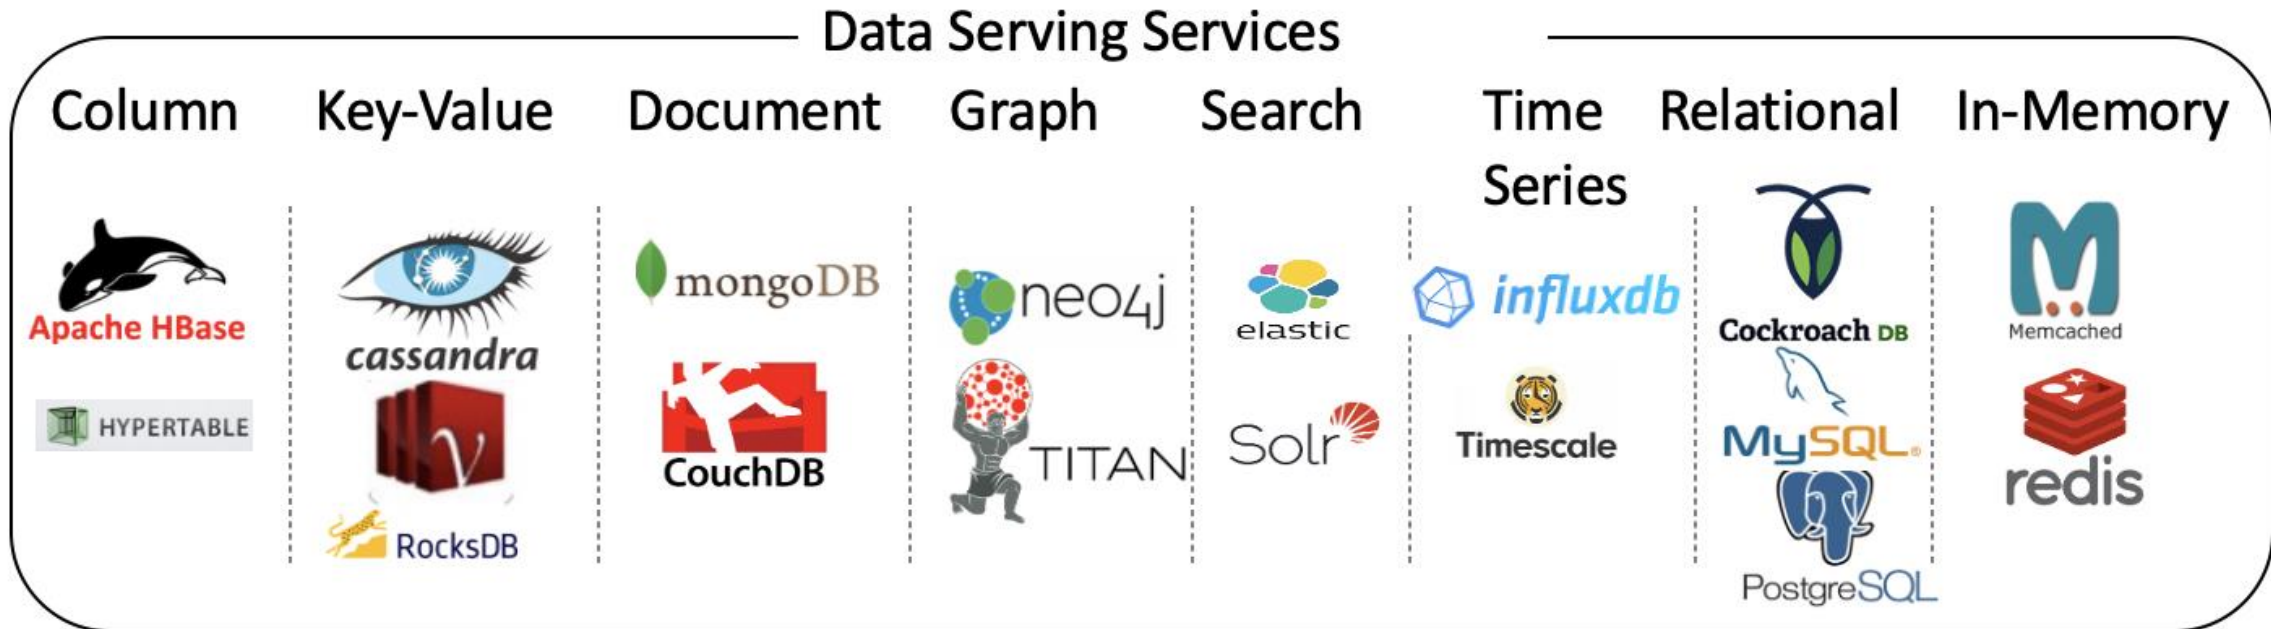 Data Serving Services
Column
Key-Value
Document
Graph
Search
Time
Series
Relational
In-Memory
Apache HBase
HYPERTABLE
cassandra
V
RocksDB
mongoDB
CouchDB
neo4j
TITAN
elastic
Solr
influxdb
Timescale
Cockroach DB
MySQL®
PostgreSQL
M
Memcached
redis